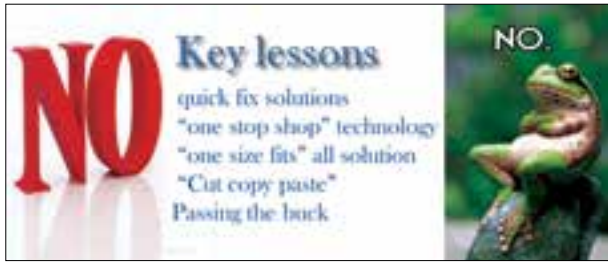 NO
Key lessons
quick fix solutions
"one stop shop" technology
"one size fits" all solution
"Cut copy paste"
Passing the buck
NO.